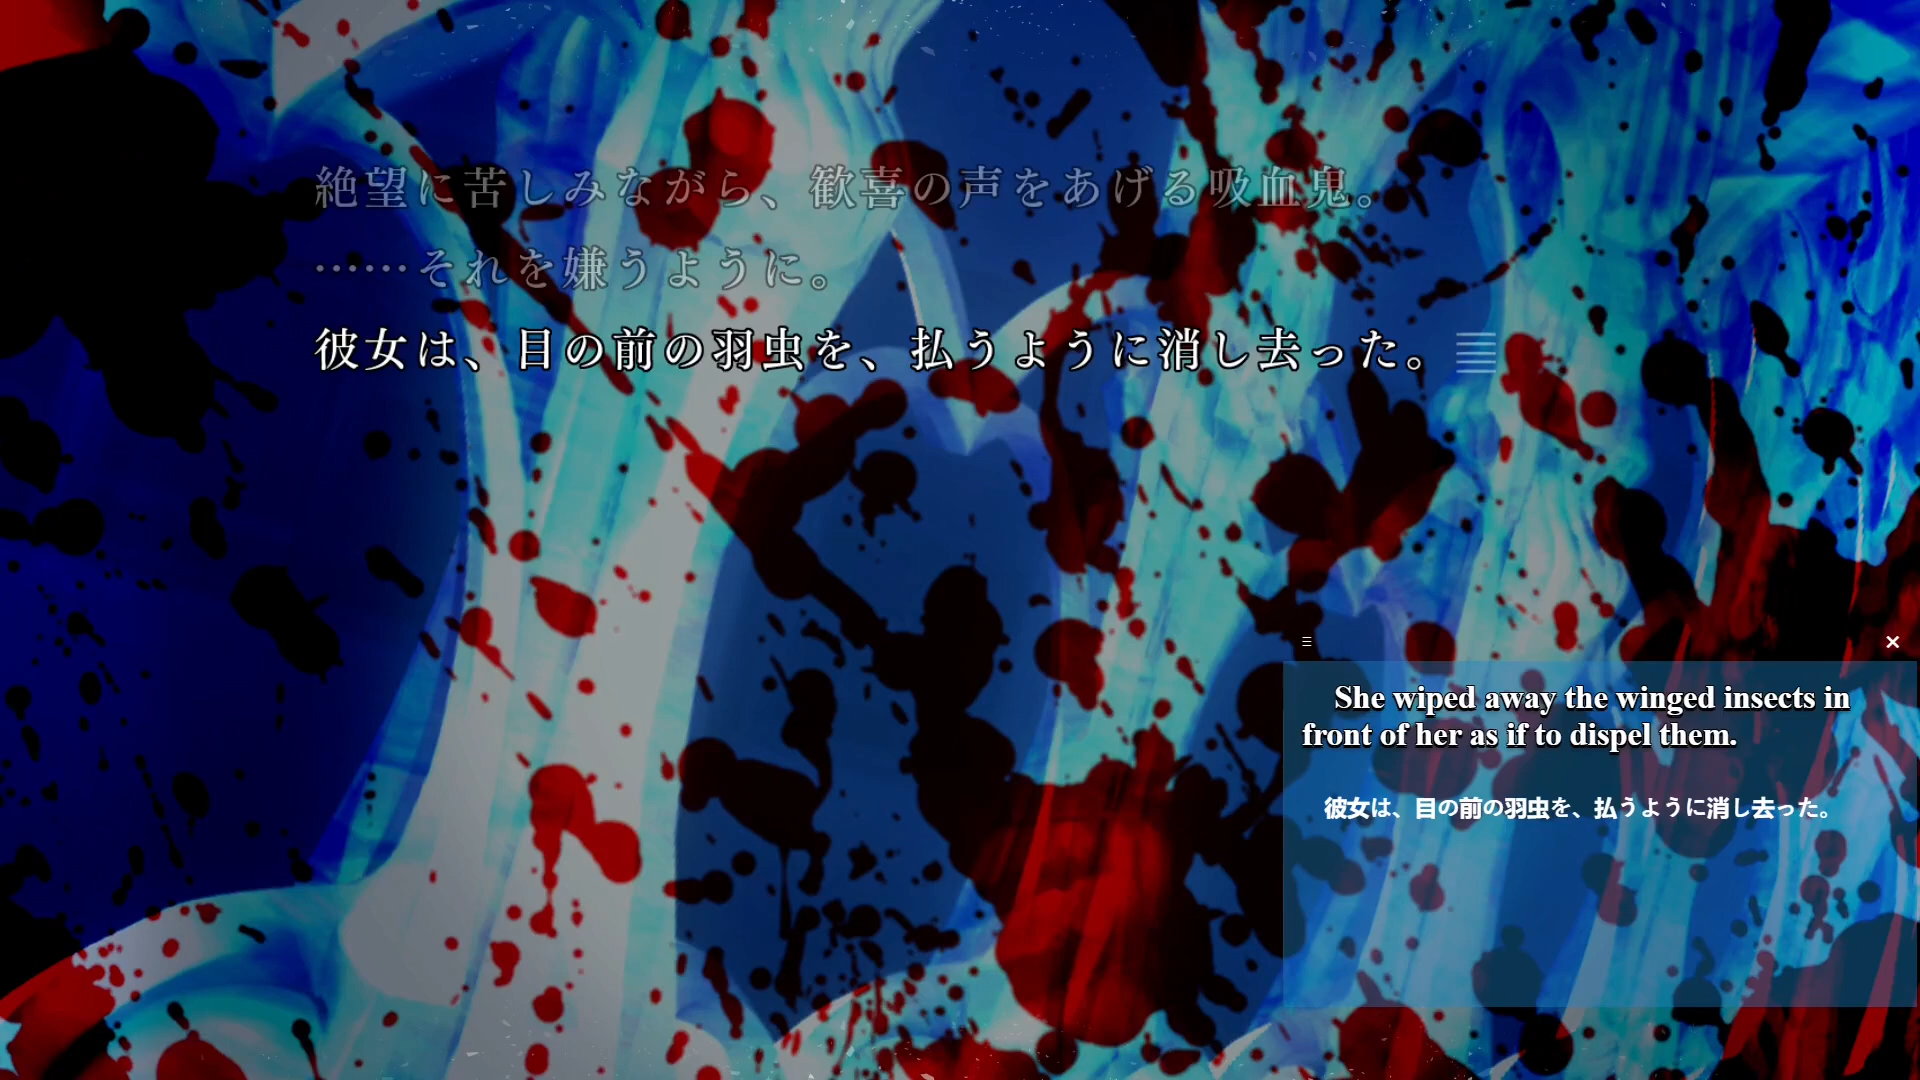 絶望に苦しみながら、歓喜の声をあげる吸血鬼。
……それを嫌うように。
彼女は、目の前の羽虫を、払うように消し去った。
She wiped away the winged insects in
front of her as if to dispel them.
彼女は、目の前の羽虫を、払うように消し去った。